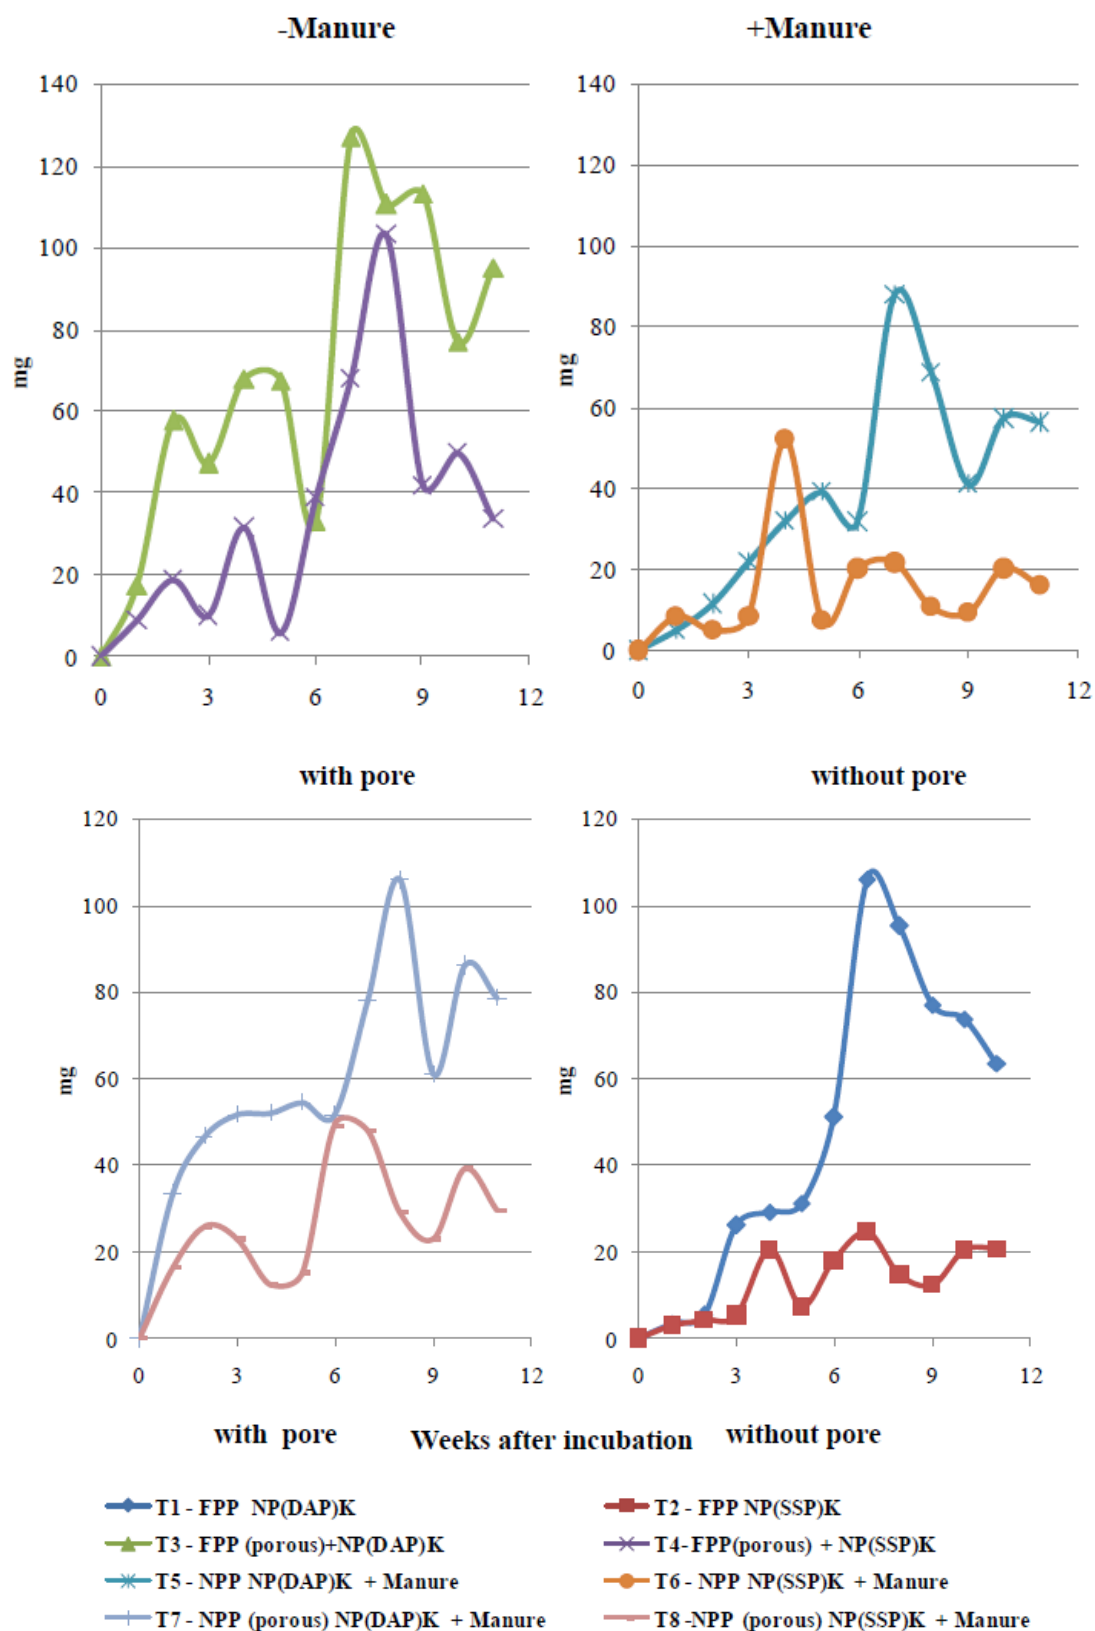 -Manure +Manure
140 140
120 120
100 100
80 80
mg mg
60 60
40 40
20 20
0 0
0 3 6 9 12 0 3 6 9 12
with pore without pore
120 120
100 100
80 80
mg mg
60 60
40 40
20 20
0 0
0 3 6 9 12 0 3 6 9 12
with pore Weeks after incubation without pore
T1 - FPP NP(DAP)K T2 - FPP NP(SSP)K
T3 - FPP (porous)+NP(DAP)K T4-FPP(porous) + NP(SSP)K
T5 - NPP NP(DAP)K + Manure T6 - NPP NP(SSP)K + Manure
T7 - NPP (porous) NP(DAP)K + Manure T8 -NPP (porous) NP(SSP)K + Manure